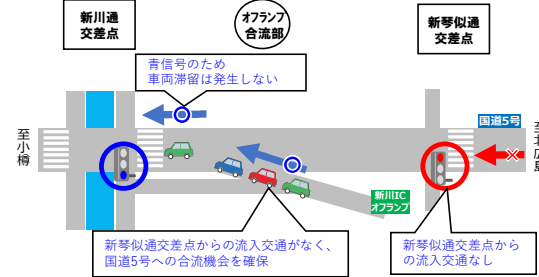 新川通
交差点
オフランプ
合流部
新琴似通
交差点
青信号のため
車両滞留は発生しない
国道5号
至小樽
至北広島
新川IC
オフランプ
新琴似通交差点からの流入交通がなく、
国道5号への合流機会を確保
新琴似通交差点から
の流入交通なし